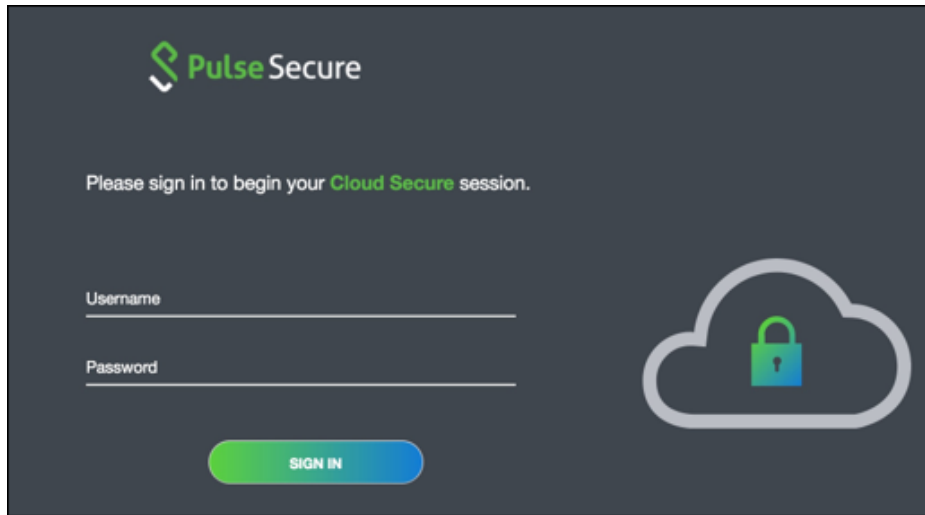 Pulse Secure
Please sign in to begin your Cloud Secure session.
Username
Password
SIGN IN